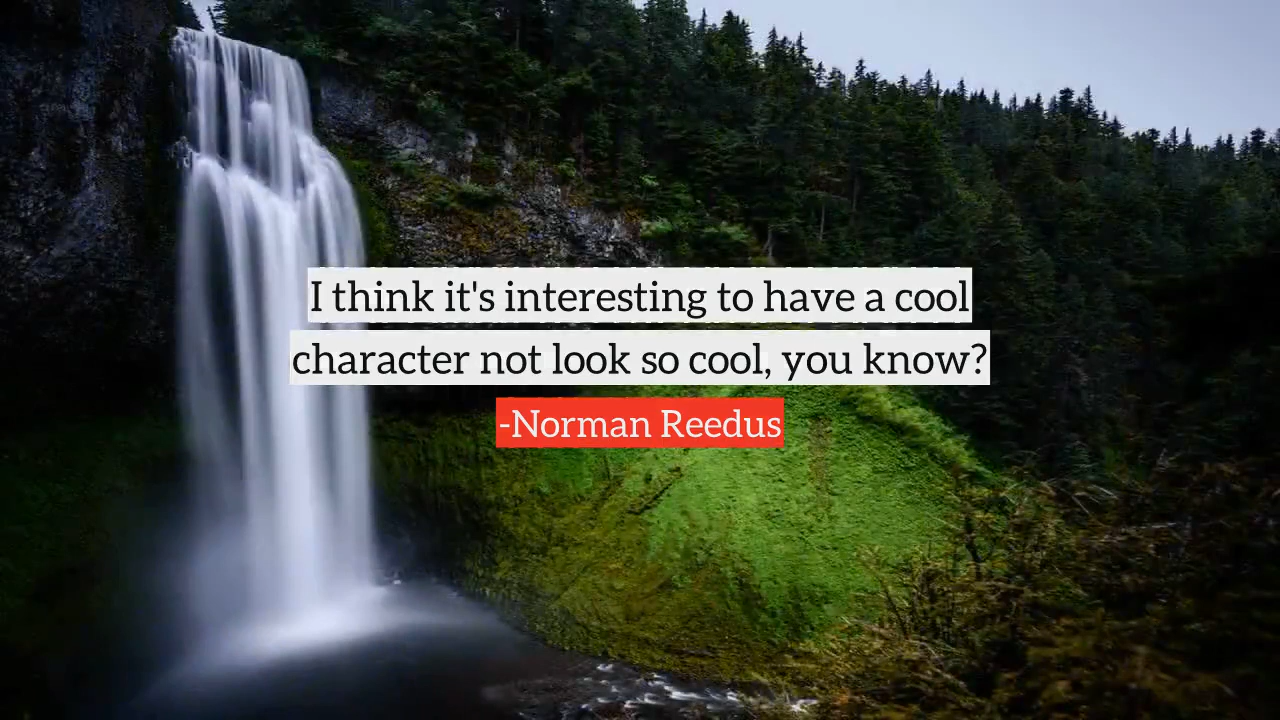 I think it's interesting to have a cool
character not look so cool, you know?
-Norman Reedus